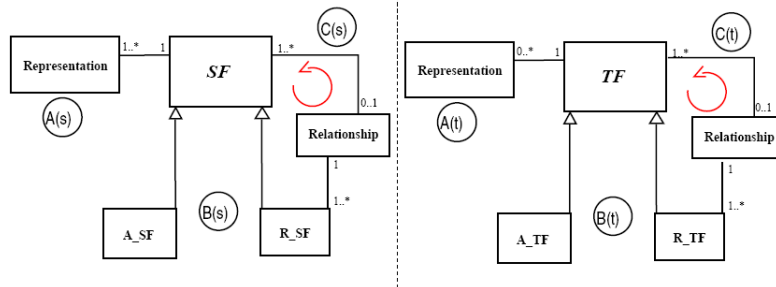 C(s)
1..* 1 1..*
Representation
SF
A(s)
0..1
Relationship
1
B(s)
1..*
A_SF
R_SF
C(t)
0..* 1 1..*
Representation
TF
A(t)
0..1
Relationship
1
B(t)
1..*
A_TF
R_TF